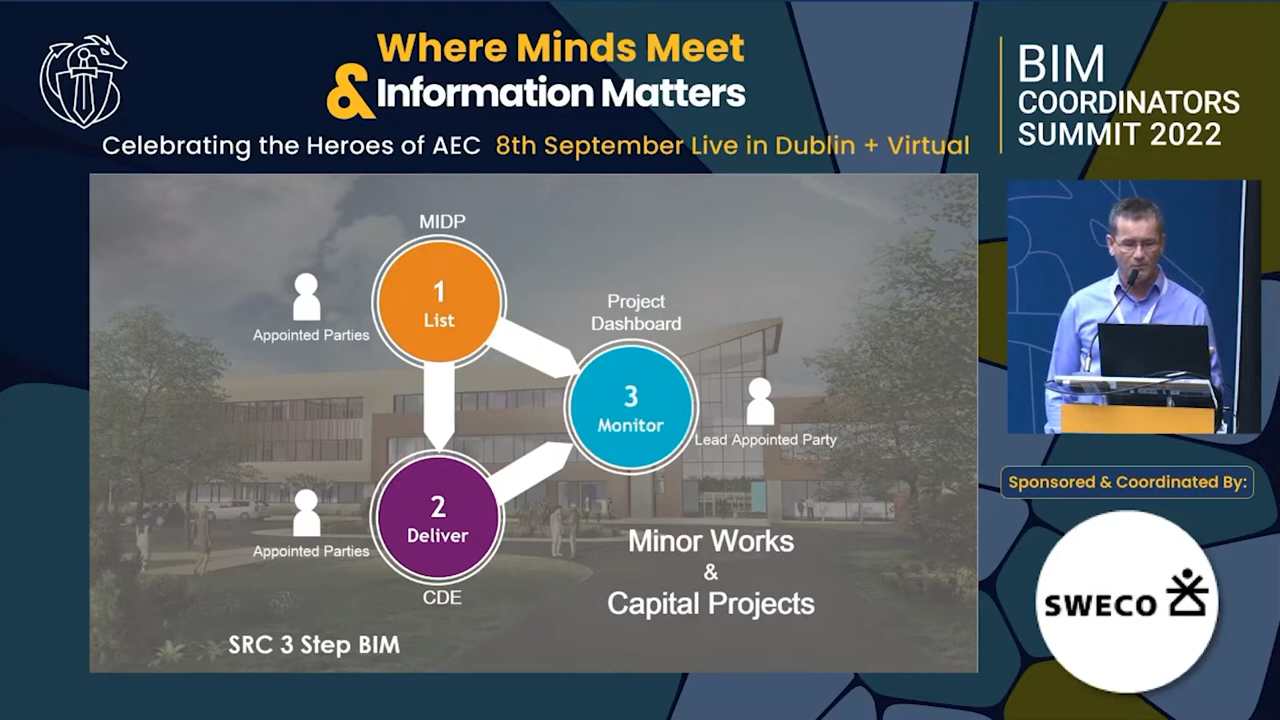 Where Minds Meet
& Information Matters
Celebrating the Heroes of AEC 8th September Live in Dublin + Virtual
BIM
COORDINATORS
SUMMIT 2022
MIDP
1
List
Appointed Parties
Project
Dashboard
3
Monitor
Lead Appointed Party
2
Deliver
Appointed Parties
CDE
Minor Works
&
Capital Projects
SRC 3 Step BIM
Sponsored & Coordinated By:
SWECO